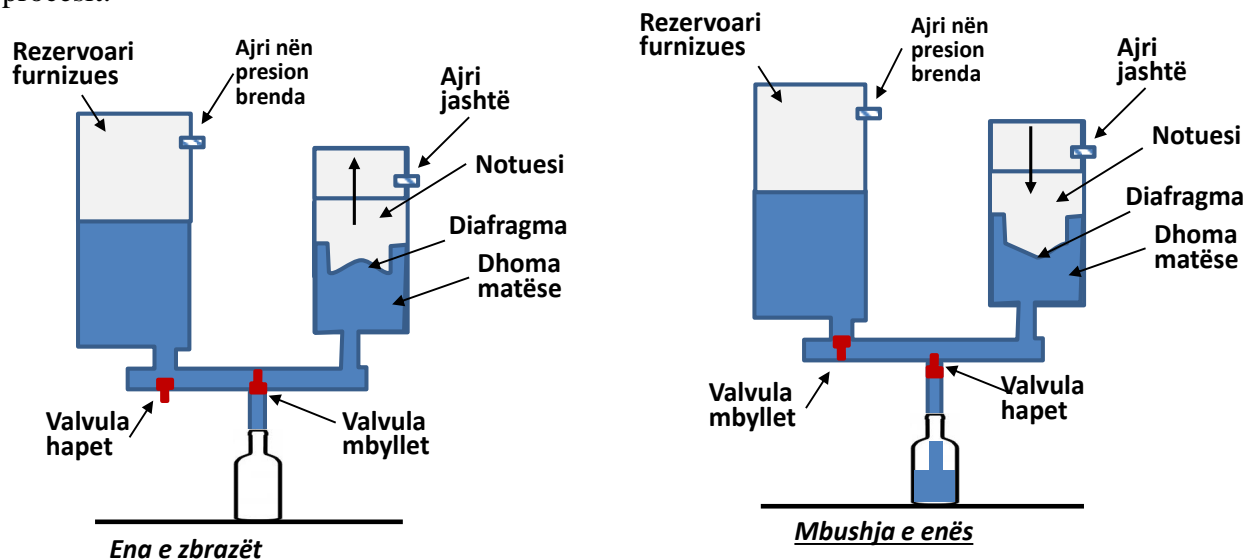 procesit.
Rezervoari
furnizues
Ajri nën
presion
brenda
Ajri
jashtë
Notuesi
Diafragma
Dhoma
matëse
Valvula
hapet
Valvula
mbyllet
Ena e zbrazët
Rezervoari
furnizues
Ajri nën
presion
brenda
Ajri
jashtë
Notuesi
Diafragma
Dhoma
matëse
Valvula
mbyllet
Valvula
hapet
Mbushja e enës